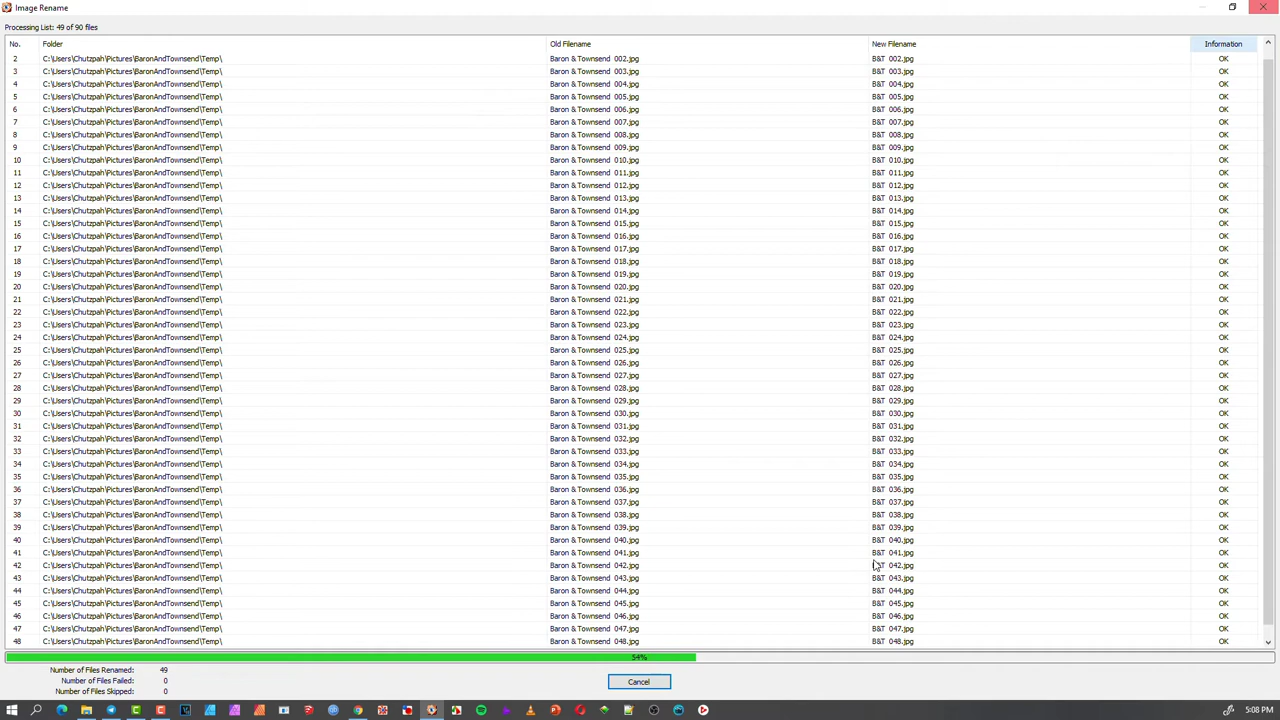 Image Rename
Processing List: 49 of 90 files
No. Folder Old Filename New Filename Information
2 C:\Users\Chutzpah\Pictures\BaronAndTownsend\Temp\ Baron & Townsend 002.jpg B&T 002.jpg OK
3 C:\Users\Chutzpah\Pictures\BaronAndTownsend\Temp\ Baron & Townsend 003.jpg B&T 003.jpg OK
4 C:\Users\Chutzpah\Pictures\BaronAndTownsend\Temp\ Baron & Townsend 004.jpg B&T 004.jpg OK
5 C:\Users\Chutzpah\Pictures\BaronAndTownsend\Temp\ Baron & Townsend 005.jpg B&T 005.jpg OK
6 C:\Users\Chutzpah\Pictures\BaronAndTownsend\Temp\ Baron & Townsend 006.jpg B&T 006.jpg OK
7 C:\Users\Chutzpah\Pictures\BaronAndTownsend\Temp\ Baron & Townsend 007.jpg B&T 007.jpg OK
8 C:\Users\Chutzpah\Pictures\BaronAndTownsend\Temp\ Baron & Townsend 008.jpg B&T 008.jpg OK
9 C:\Users\Chutzpah\Pictures\BaronAndTownsend\Temp\ Baron & Townsend 009.jpg B&T 009.jpg OK
10 C:\Users\Chutzpah\Pictures\BaronAndTownsend\Temp\ Baron & Townsend 010.jpg B&T 010.jpg OK
11 C:\Users\Chutzpah\Pictures\BaronAndTownsend\Temp\ Baron & Townsend 011.jpg B&T 011.jpg OK
12 C:\Users\Chutzpah\Pictures\BaronAndTownsend\Temp\ Baron & Townsend 012.jpg B&T 012.jpg OK
13 C:\Users\Chutzpah\Pictures\BaronAndTownsend\Temp\ Baron & Townsend 013.jpg B&T 013.jpg OK
14 C:\Users\Chutzpah\Pictures\BaronAndTownsend\Temp\ Baron & Townsend 014.jpg B&T 014.jpg OK
15 C:\Users\Chutzpah\Pictures\BaronAndTownsend\Temp\ Baron & Townsend 015.jpg B&T 015.jpg OK
16 C:\Users\Chutzpah\Pictures\BaronAndTownsend\Temp\ Baron & Townsend 016.jpg B&T 016.jpg OK
17 C:\Users\Chutzpah\Pictures\BaronAndTownsend\Temp\ Baron & Townsend 017.jpg B&T 017.jpg OK
18 C:\Users\Chutzpah\Pictures\BaronAndTownsend\Temp\ Baron & Townsend 018.jpg B&T 018.jpg OK
19 C:\Users\Chutzpah\Pictures\BaronAndTownsend\Temp\ Baron & Townsend 019.jpg B&T 019.jpg OK
20 C:\Users\Chutzpah\Pictures\BaronAndTownsend\Temp\ Baron & Townsend 020.jpg B&T 020.jpg OK
21 C:\Users\Chutzpah\Pictures\BaronAndTownsend\Temp\ Baron & Townsend 021.jpg B&T 021.jpg OK
22 C:\Users\Chutzpah\Pictures\BaronAndTownsend\Temp\ Baron & Townsend 022.jpg B&T 022.jpg OK
23 C:\Users\Chutzpah\Pictures\BaronAndTownsend\Temp\ Baron & Townsend 023.jpg B&T 023.jpg OK
24 C:\Users\Chutzpah\Pictures\BaronAndTownsend\Temp\ Baron & Townsend 024.jpg B&T 024.jpg OK
25 C:\Users\Chutzpah\Pictures\BaronAndTownsend\Temp\ Baron & Townsend 025.jpg B&T 025.jpg OK
26 C:\Users\Chutzpah\Pictures\BaronAndTownsend\Temp\ Baron & Townsend 026.jpg B&T 026.jpg OK
27 C:\Users\Chutzpah\Pictures\BaronAndTownsend\Temp\ Baron & Townsend 027.jpg B&T 027.jpg OK
28 C:\Users\Chutzpah\Pictures\BaronAndTownsend\Temp\ Baron & Townsend 028.jpg B&T 028.jpg OK
29 C:\Users\Chutzpah\Pictures\BaronAndTownsend\Temp\ Baron & Townsend 029.jpg B&T 029.jpg OK
30 C:\Users\Chutzpah\Pictures\BaronAndTownsend\Temp\ Baron & Townsend 030.jpg B&T 030.jpg OK
31 C:\Users\Chutzpah\Pictures\BaronAndTownsend\Temp\ Baron & Townsend 031.jpg B&T 031.jpg OK
32 C:\Users\Chutzpah\Pictures\BaronAndTownsend\Temp\ Baron & Townsend 032.jpg B&T 032.jpg OK
33 C:\Users\Chutzpah\Pictures\BaronAndTownsend\Temp\ Baron & Townsend 033.jpg B&T 033.jpg OK
34 C:\Users\Chutzpah\Pictures\BaronAndTownsend\Temp\ Baron & Townsend 034.jpg B&T 034.jpg OK
35 C:\Users\Chutzpah\Pictures\BaronAndTownsend\Temp\ Baron & Townsend 035.jpg B&T 035.jpg OK
36 C:\Users\Chutzpah\Pictures\BaronAndTownsend\Temp\ Baron & Townsend 036.jpg B&T 036.jpg OK
37 C:\Users\Chutzpah\Pictures\BaronAndTownsend\Temp\ Baron & Townsend 037.jpg B&T 037.jpg OK
38 C:\Users\Chutzpah\Pictures\BaronAndTownsend\Temp\ Baron & Townsend 038.jpg B&T 038.jpg OK
39 C:\Users\Chutzpah\Pictures\BaronAndTownsend\Temp\ Baron & Townsend 039.jpg B&T 039.jpg OK
40 C:\Users\Chutzpah\Pictures\BaronAndTownsend\Temp\ Baron & Townsend 040.jpg B&T 040.jpg OK
41 C:\Users\Chutzpah\Pictures\BaronAndTownsend\Temp\ Baron & Townsend 041.jpg B&T 041.jpg OK
42 C:\Users\Chutzpah\Pictures\BaronAndTownsend\Temp\ Baron & Townsend 042.jpg B&T 042.jpg OK
43 C:\Users\Chutzpah\Pictures\BaronAndTownsend\Temp\ Baron & Townsend 043.jpg B&T 043.jpg OK
44 C:\Users\Chutzpah\Pictures\BaronAndTownsend\Temp\ Baron & Townsend 044.jpg B&T 044.jpg OK
45 C:\Users\Chutzpah\Pictures\BaronAndTownsend\Temp\ Baron & Townsend 045.jpg B&T 045.jpg OK
46 C:\Users\Chutzpah\Pictures\BaronAndTownsend\Temp\ Baron & Townsend 046.jpg B&T 046.jpg OK
47 C:\Users\Chutzpah\Pictures\BaronAndTownsend\Temp\ Baron & Townsend 047.jpg B&T 047.jpg OK
48 C:\Users\Chutzpah\Pictures\BaronAndTownsend\Temp\ Baron & Townsend 048.jpg B&T 048.jpg OK
54%
Number of Files Renamed: 49
Number of Files Failed: 0
Number of Files Skipped: 0
Cancel
5:08 PM